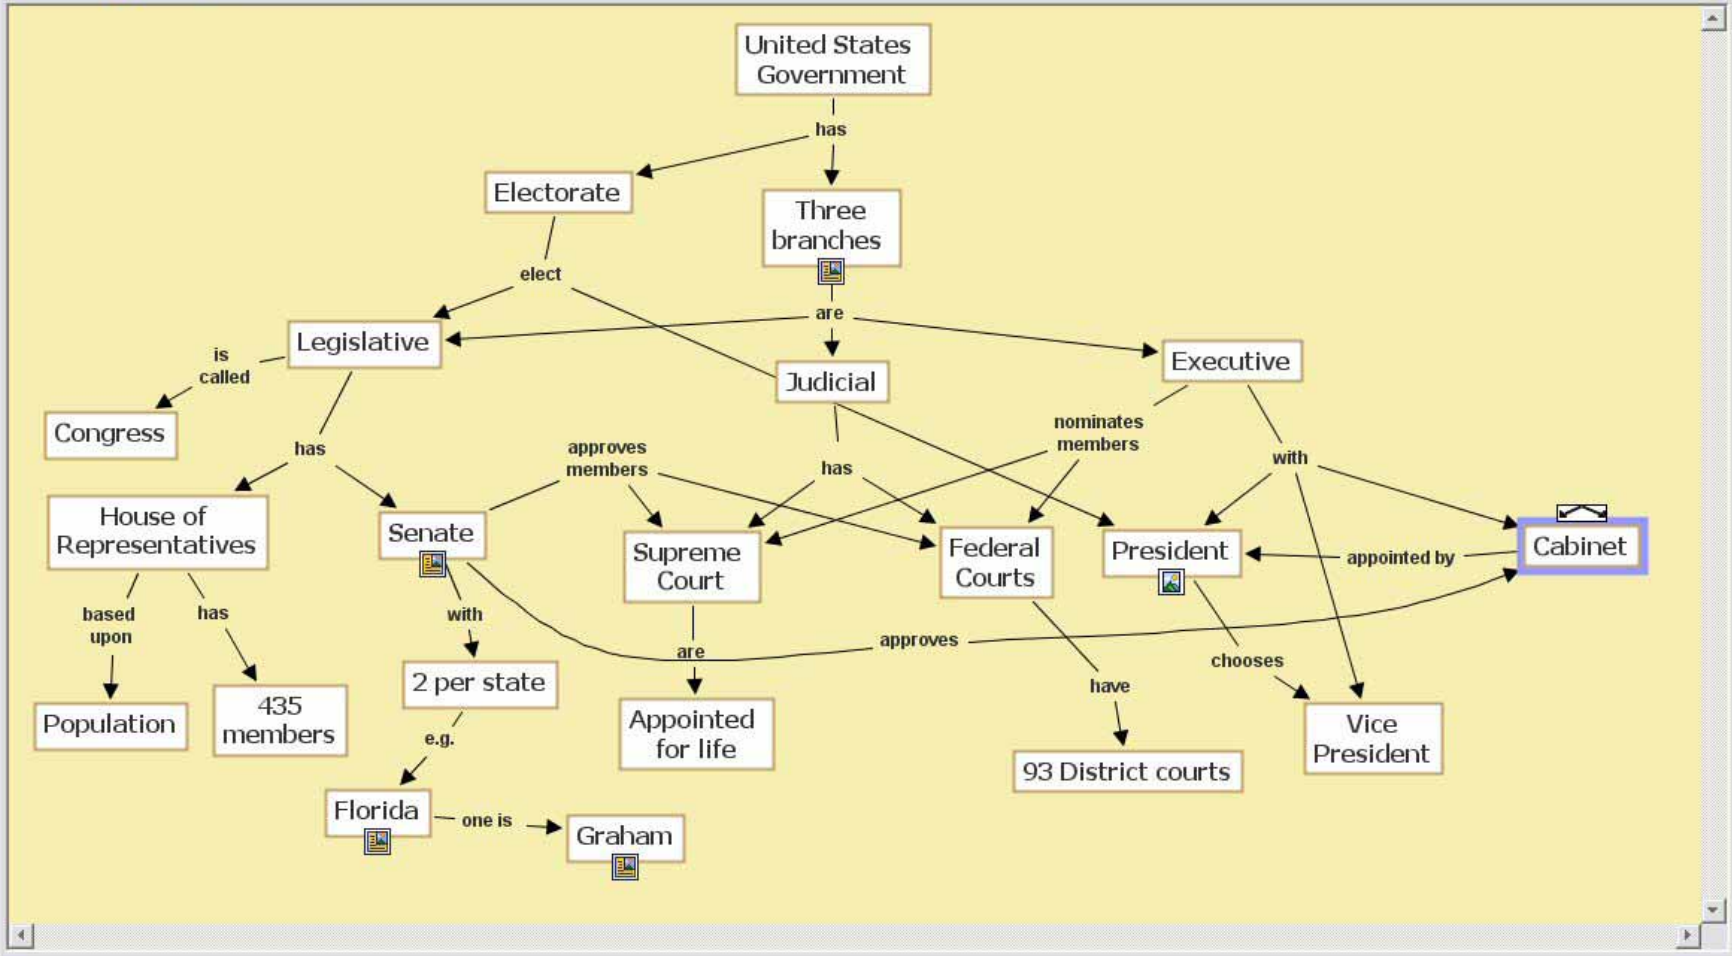 United States
Government
has
Electorate
Three
branches
elect
are
Legislative
is
called
Judicial
Executive
Congress
nominates
members
has
approves
members
has
with
House of
Representatives
Senate
Supreme
Court
Federal
Courts
President
appointed by
Cabinet
based
upon
has
with
approves
are
chooses
2 per state
have
Population
435
members
Appointed
for life
Vice
President
e.g.
93 District courts
Florida
one is
Graham